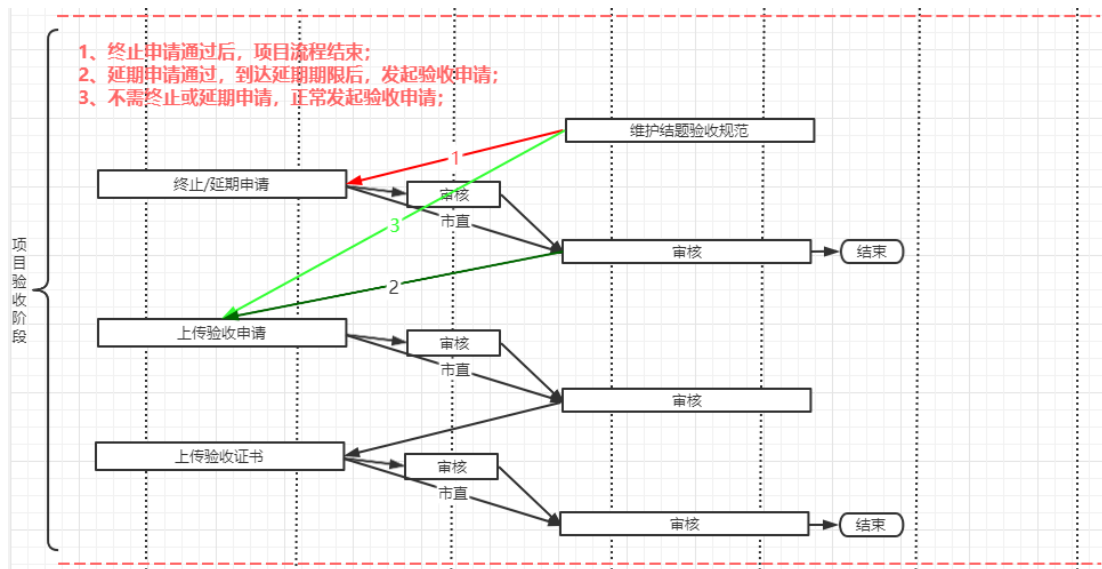 1、终止申请通过后，项目流程结束；
2、延期申请通过，到达延期期限后，发起验收申请；
3、不需终止或延期申请，正常发起验收申请；
维护结题验收规范
1
终止/延期申请
审核
市直
3
审核
结束
项目验收阶段
2
上传验收申请
审核
市直
审核
上传验收证书
审核
市直
审核
结束